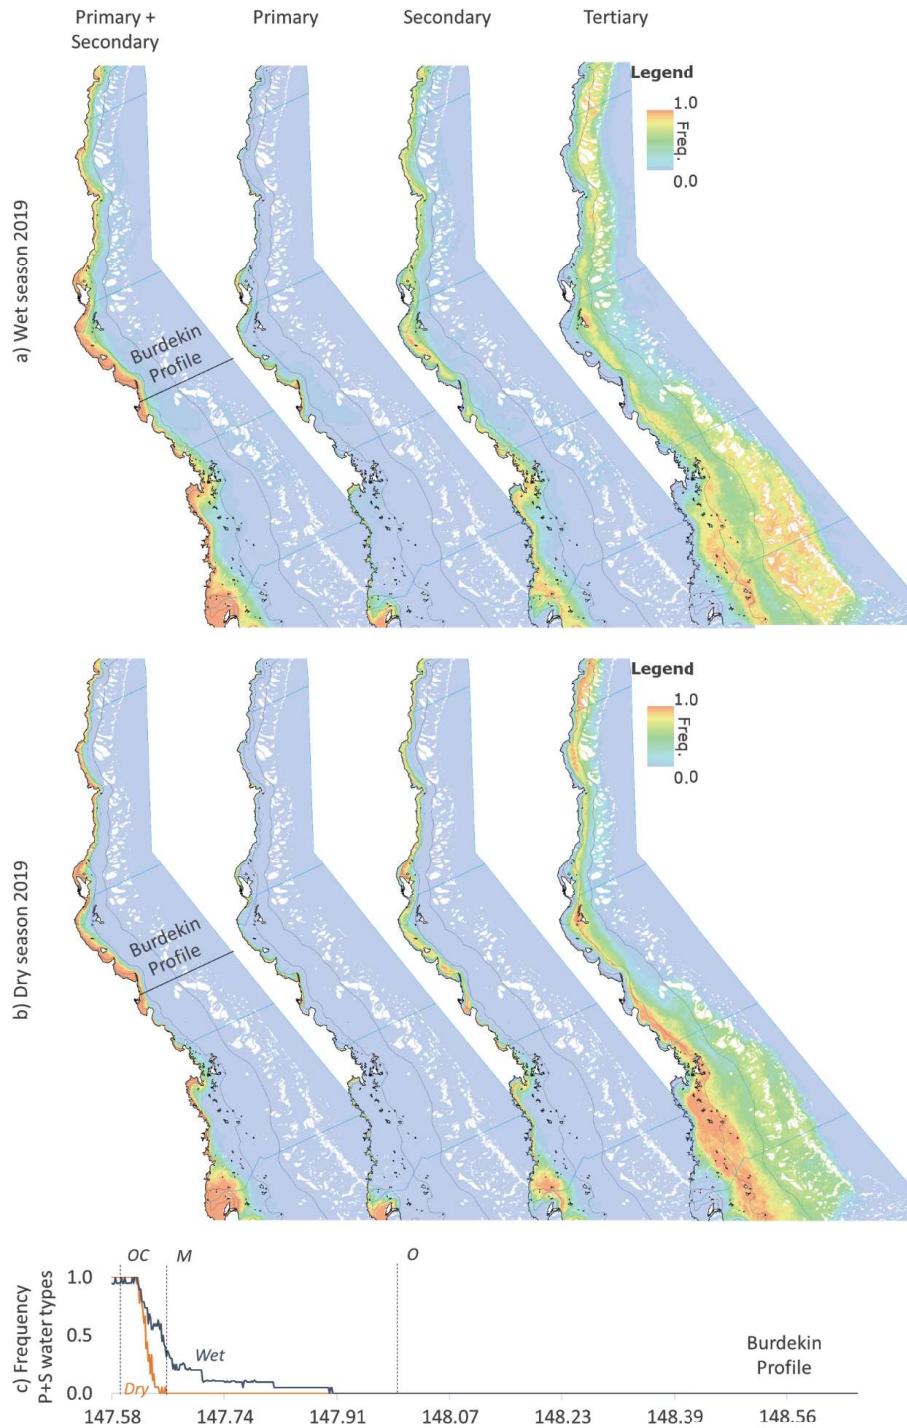 Primary +
Secondary
Primary
Secondary
Tertiary
Legend
1.0
Freq.
0.0
a) Wet season 2019
Burdekin
Profile
Legend
1.0
Freq.
0.0
b) Dry season 2019
Burdekin
Profile
OC
M
O
c) Frequency
P+S water types
1.0
0.5
0.0
Wet
Dry
Burdekin
Profile
147.58
147.74
147.91
148.07
148.23
148.39
148.56